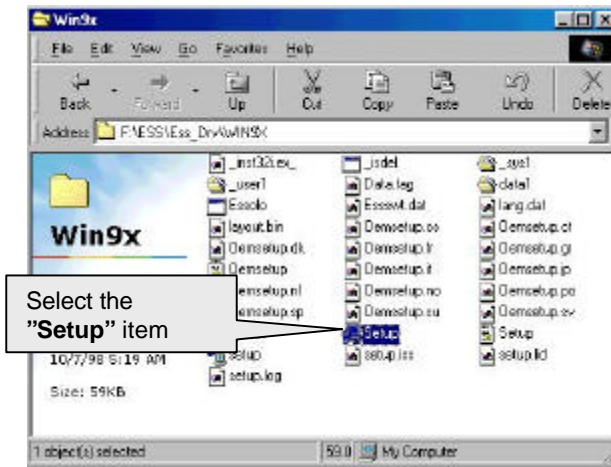 Win9x
File Edit View Go Favorites Help
Back Forward Up Cut Copy Paste Undo Delete
Address F:\ESS\Ess_Drv\WIN9X
Win9x
_inst32i.ex_ _isdel _sys1
_user1 Data.tag data1
Essolo Esssvt.dat lang.dat
layout.bin Oemsetup.cs Oemsetup.ct
Oemsetup.dk Oemsetup.fr Oemsetup.gr
Oemsetup Oemsetup.it Oemsetup.jp
Oemsetup.nl Oemsetup.no Oemsetup.po
Oemsetup.sp Oemsetup.su Oemsetup.sv
Setup Setup
setup setup.iss setup.lid
setup.log
Select the
”Setup” item
10/7/98 5:19 AM
Size: 59KB
1 object(s) selected 59.0 My Computer